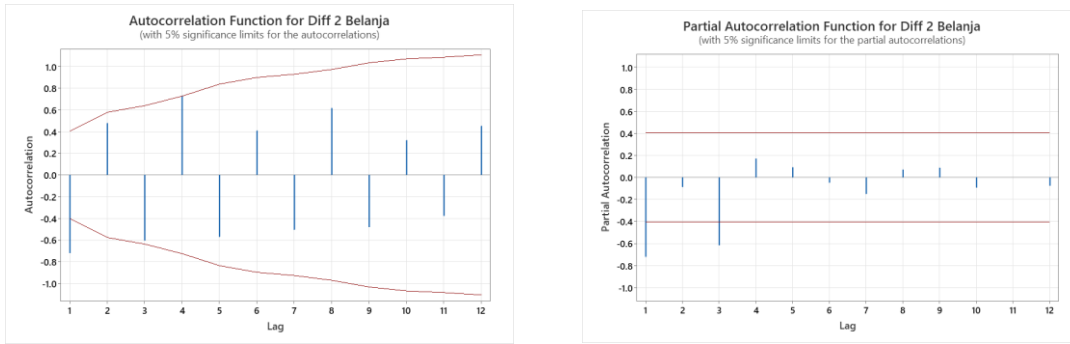 Autocorrelation Function for Diff 2 Belanja
(with 5% significance limits for the autocorrelations)
Autocorrelation
1.0
0.8
0.6
0.4
0.2
0.0
-0.2
-0.4
-0.6
-0.8
-1.0
1 2 3 4 5 6 7 8 9 10 11 12
Lag
Partial Autocorrelation Function for Diff 2 Belanja
(with 5% significance limits for the partial autocorrelations)
Partial Autocorrelation
1.0
0.8
0.6
0.4
0.2
0.0
-0.2
-0.4
-0.6
-0.8
-1.0
1 2 3 4 5 6 7 8 9 10 11 12
Lag